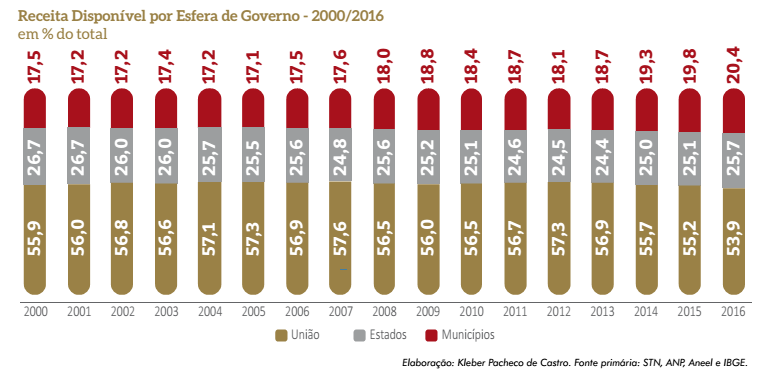 Receita Disponível por Esfera de Governo - 2000/2016
em % do total
17,5 17,2 17,2 17,4 17,2 17,1 17,5 17,6 18,0 18,8 18,4 18,7 18,1 18,7 19,3 19,8 20,4
26,7 26,7 26,0 26,0 25,7 25,5 25,6 24,8 25,6 25,2 25,1 24,6 24,5 24,4 25,0 25,1 25,7
55,9 56,0 56,8 56,6 57,1 57,3 56,9 57,6 56,5 56,0 56,5 56,7 57,3 56,9 55,7 55,2 53,9
2000 2001 2002 2003 2004 2005 2006 2007 2008 2009 2010 2011 2012 2013 2014 2015 2016
União Estados Municípios
Elaboração: Kleber Pacheco de Castro. Fonte primária: STN, ANP, Aneel e IBGE.